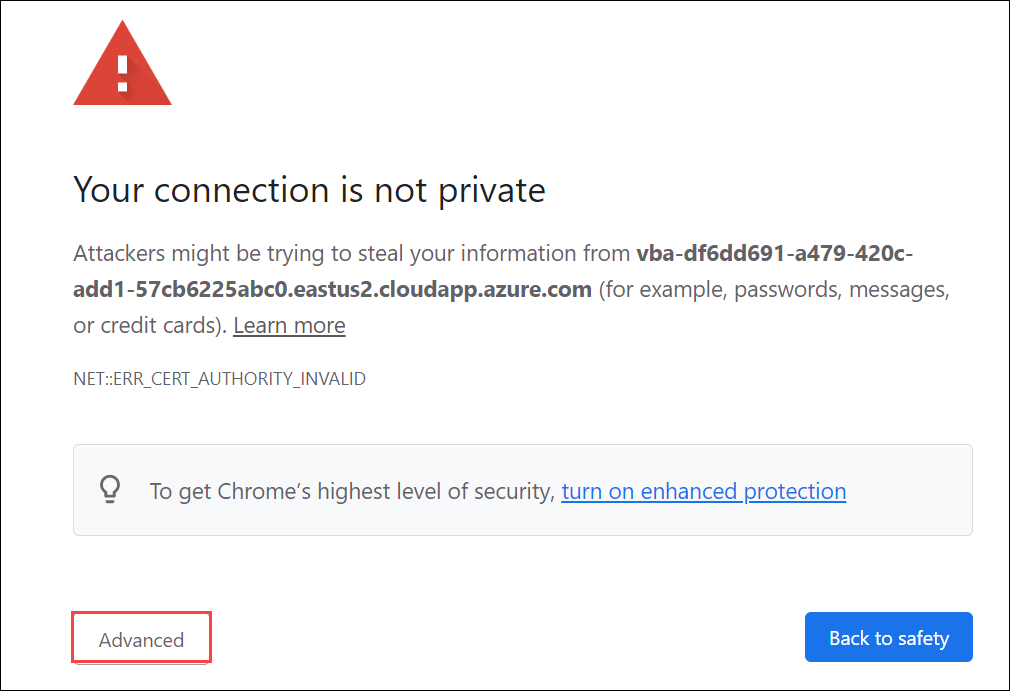 Your connection is not private
Attackers might be trying to steal your information from vba-df6dd691-a479-420c-
add1-57cb6225abc0.eastus2.cloudapp.azure.com (for example, passwords, messages,
or credit cards). Learn more
NET::ERR_CERT_AUTHORITY_INVALID
To get Chrome’s highest level of security, turn on enhanced protection
Advanced
Back to safety